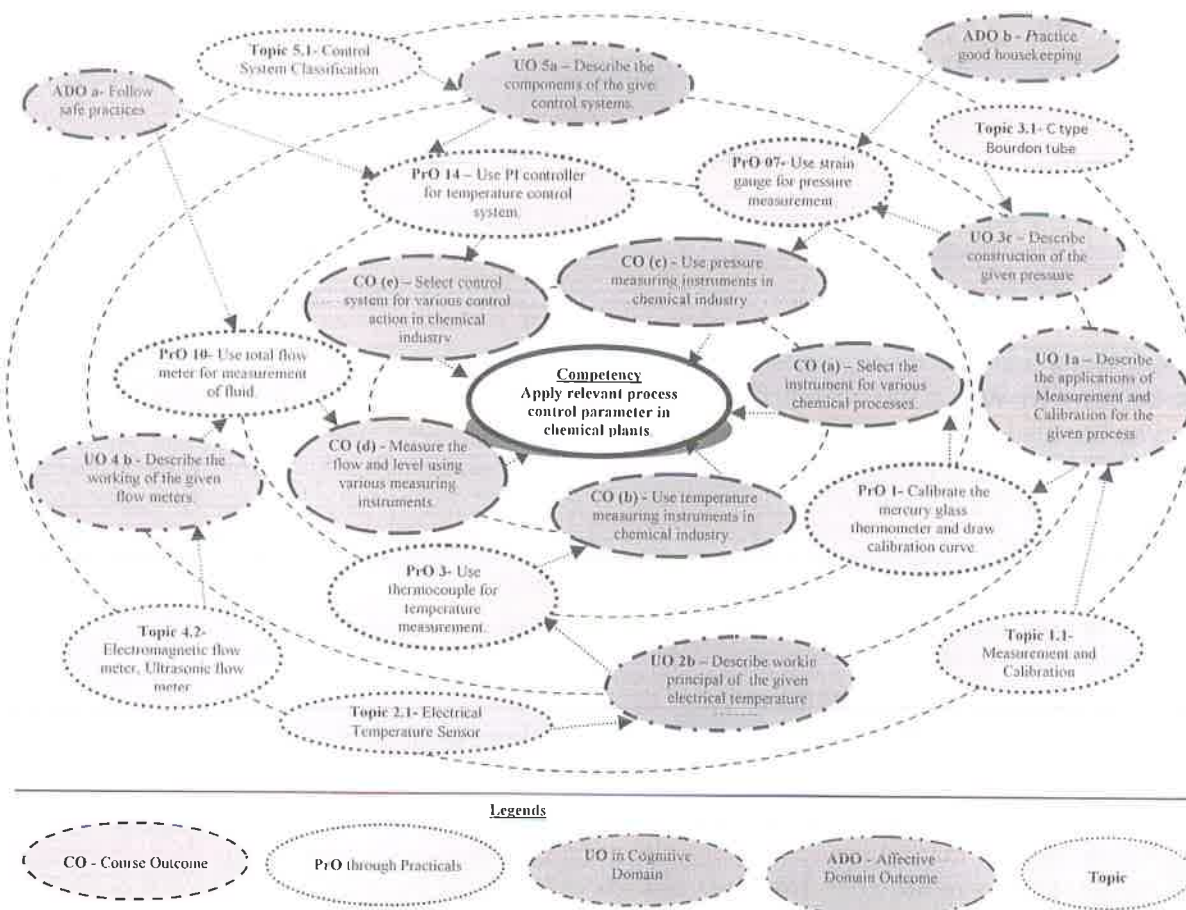 Topic 5.1- Control
System Classification
UO 5a – Describe the
components of the give
control systems.
ADO b - Practice
good housekeeping
ADO a- Follow
safe practices
Topic 3.1- C type
Bourdon tube
PrO 14 – Use PI controller
for temperature control
system.
PrO 07- Use strain
gauge for pressure
measurement
UO 3c – Describe
construction of the
given pressure
CO (e) – Select control
system for various control
action in chemical
industry
CO (c) - Use pressure
measuring instruments in
chemical industry
PrO 10- Use total flow
meter for measurement
of fluid.
Competency
Apply relevant process
control parameter in
chemical plants.
CO (a) – Select the
instrument for various
chemical processes.
UO 1a – Describe
the applications of
Measurement and
Calibration for the
given process.
UO 4 b - Describe the
working of the given
flow meters.
CO (d) - Measure the
flow and level using
various measuring
instruments.
CO (b) – Use temperature
measuring instruments in
chemical industry.
PrO 1- Calibrate the
mercury glass
thermometer and draw
calibration curve.
PrO 3- Use
thermocouple for
temperature
measurement.
Topic 4.2-
Electromagnetic flow
meter, Ultrasonic flow
meter
UO 2b – Describe workin
principal of the given
electrical temperature
Topic 1.1-
Measurement and
Calibration
Topic 2.1- Electrical
Temperature Sensor
Legends
CO - Course Outcome
PrO through Practicals
UO in Cognitive
Domain
ADO - Affective
Domain Outcome
Topic